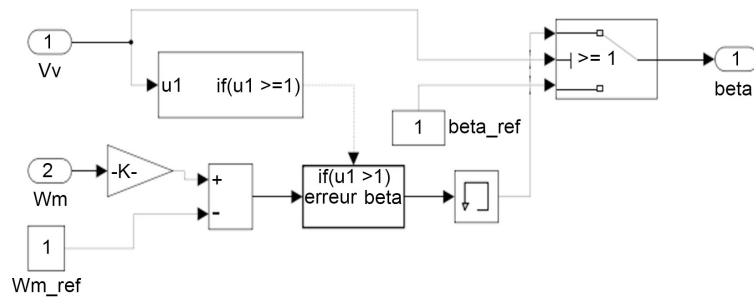 1
Vv
u1 if(u1 >=1)
>= 1
1
beta
1
beta_ref
2
Wm
-K-
+
-
if(u1 >1)
erreur beta
1
Wm_ref